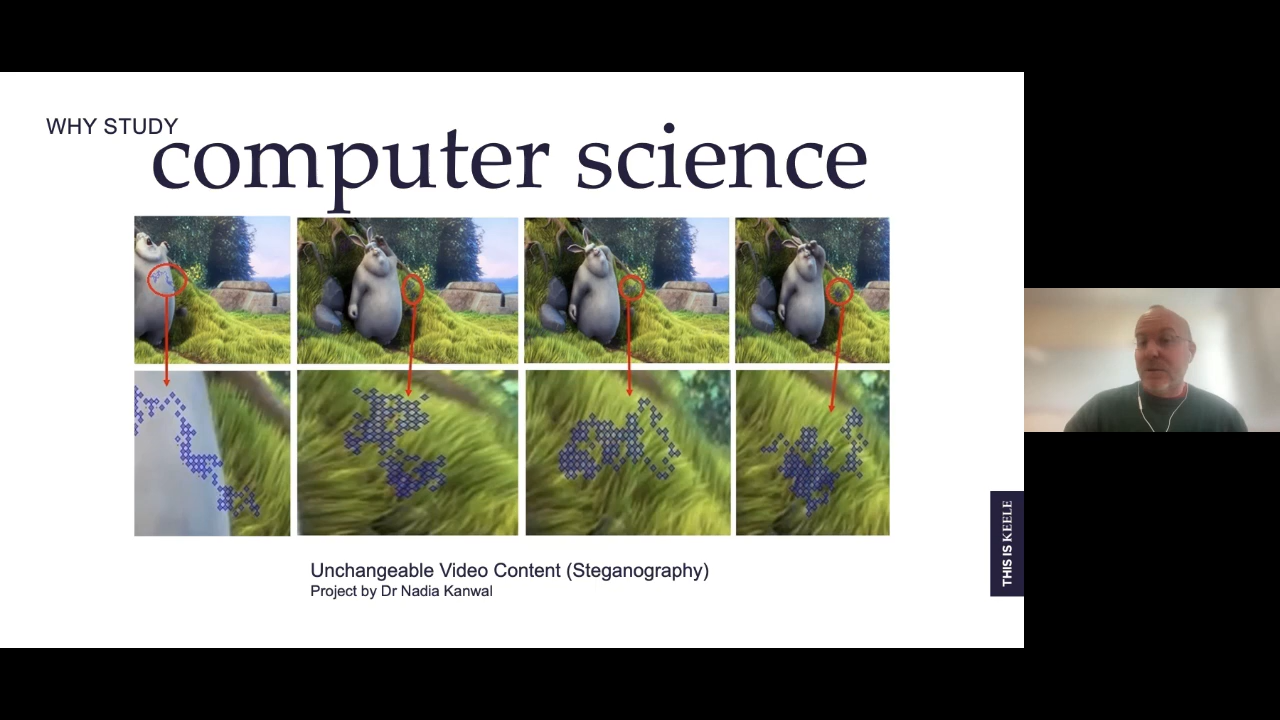 WHY STUDY
computer science
Unchangeable Video Content (Steganography)
Project by Dr Nadia Kanwal
THIS IS KEELE